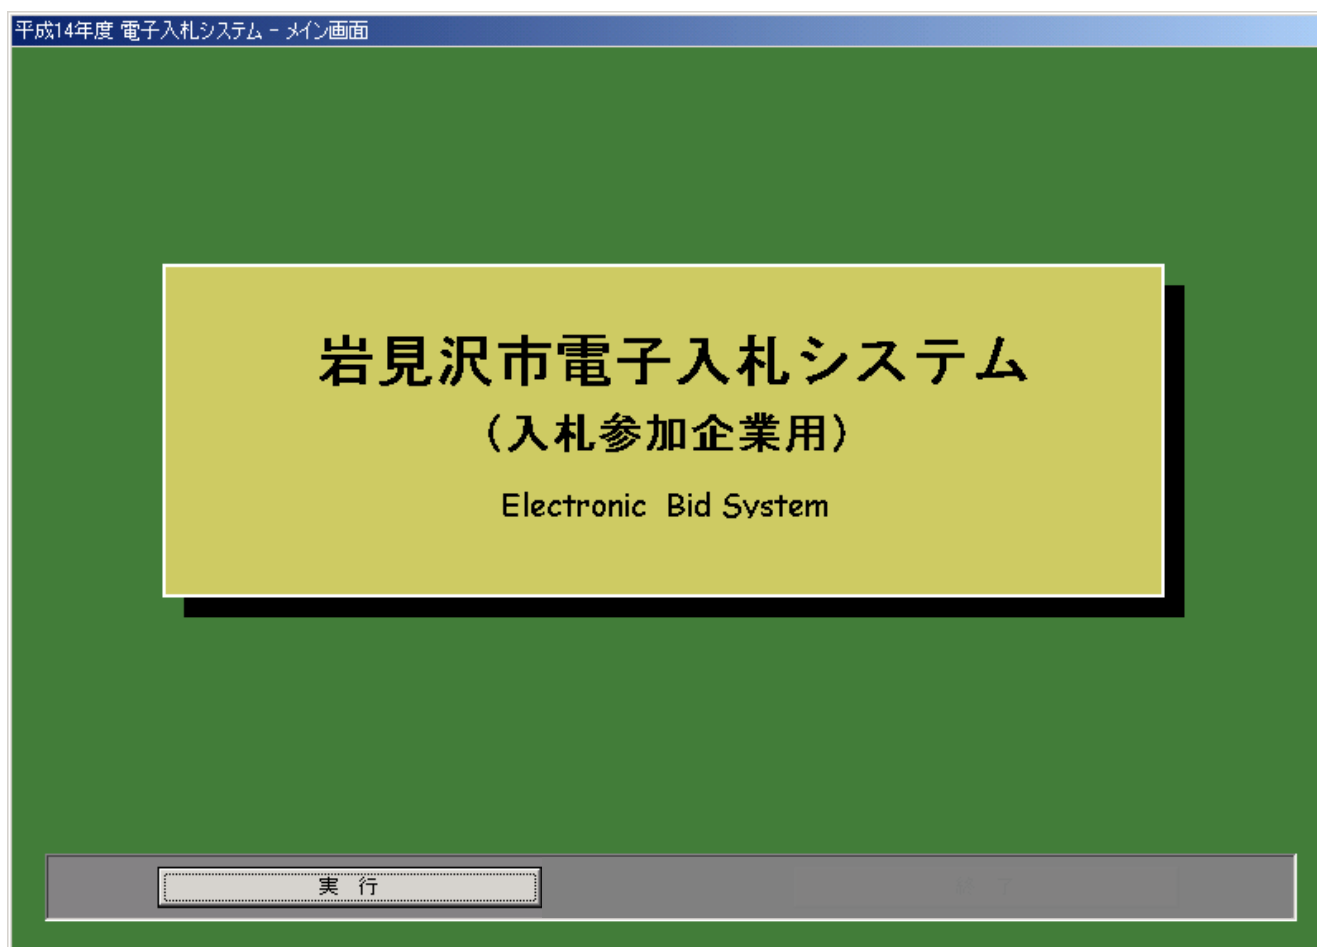 平成14年度 電子入札システム - メイン画面
岩見沢市電子入札システム
（入札参加企業用）
Electronic Bid System
実 行